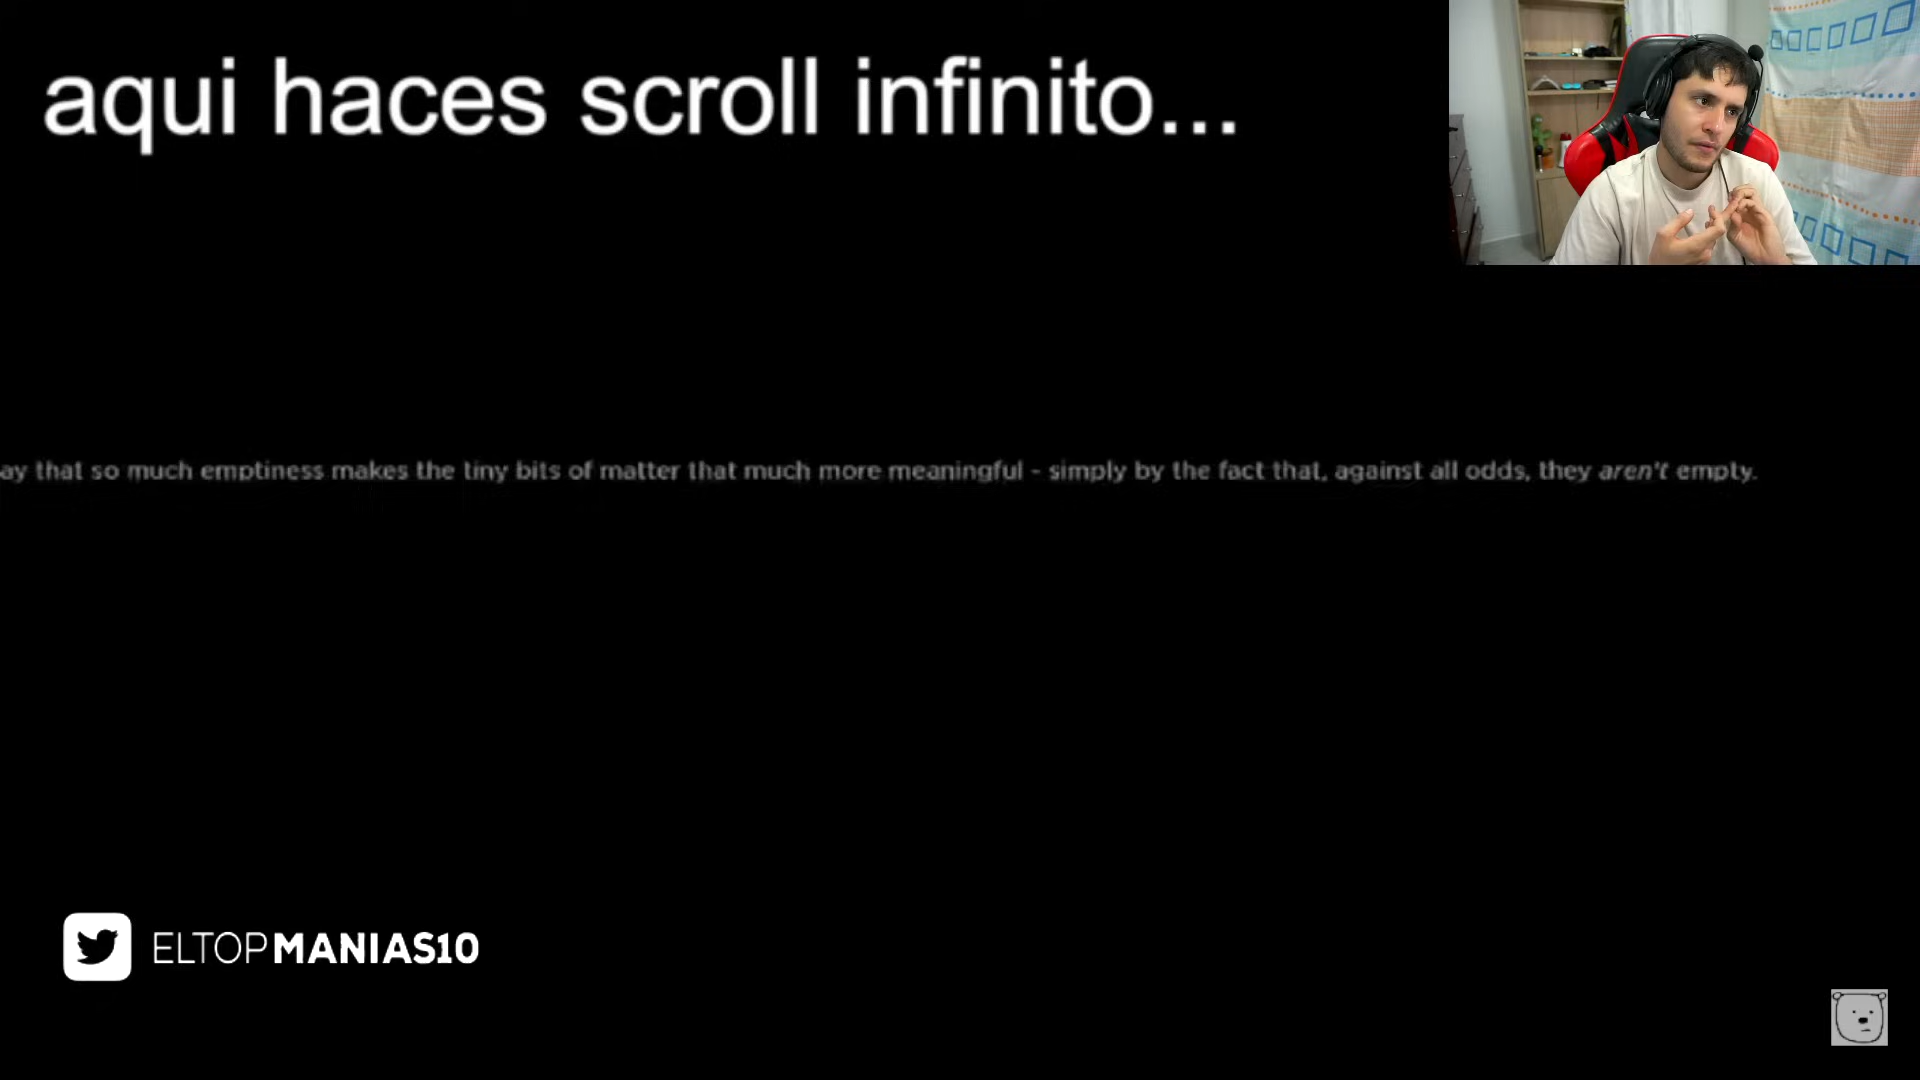 aqui haces scroll infinito...
ay that so much emptiness makes the tiny bits of matter that much more meaningful - simply by the fact that, against all odds, they aren't empty.
ELTOPMANIAS10